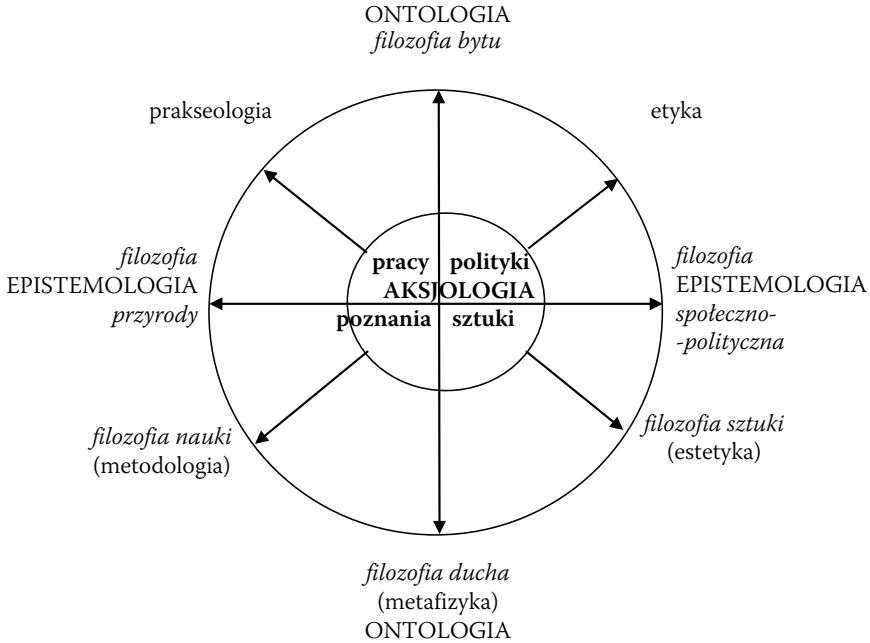 ONTOLOGIA
filozofia bytu
prakseologia
etyka
filozofia
EPISTEMOLOGIA
przyrody
pracy polityki
AKSJOLOGIA
poznania sztuki
filozofia
EPISTEMOLOGIA
społeczno-
-polityczna
filozofia nauki
(metodologia)
filozofia sztuki
(estetyka)
filozofia ducha
(metafizyka)
ONTOLOGIA